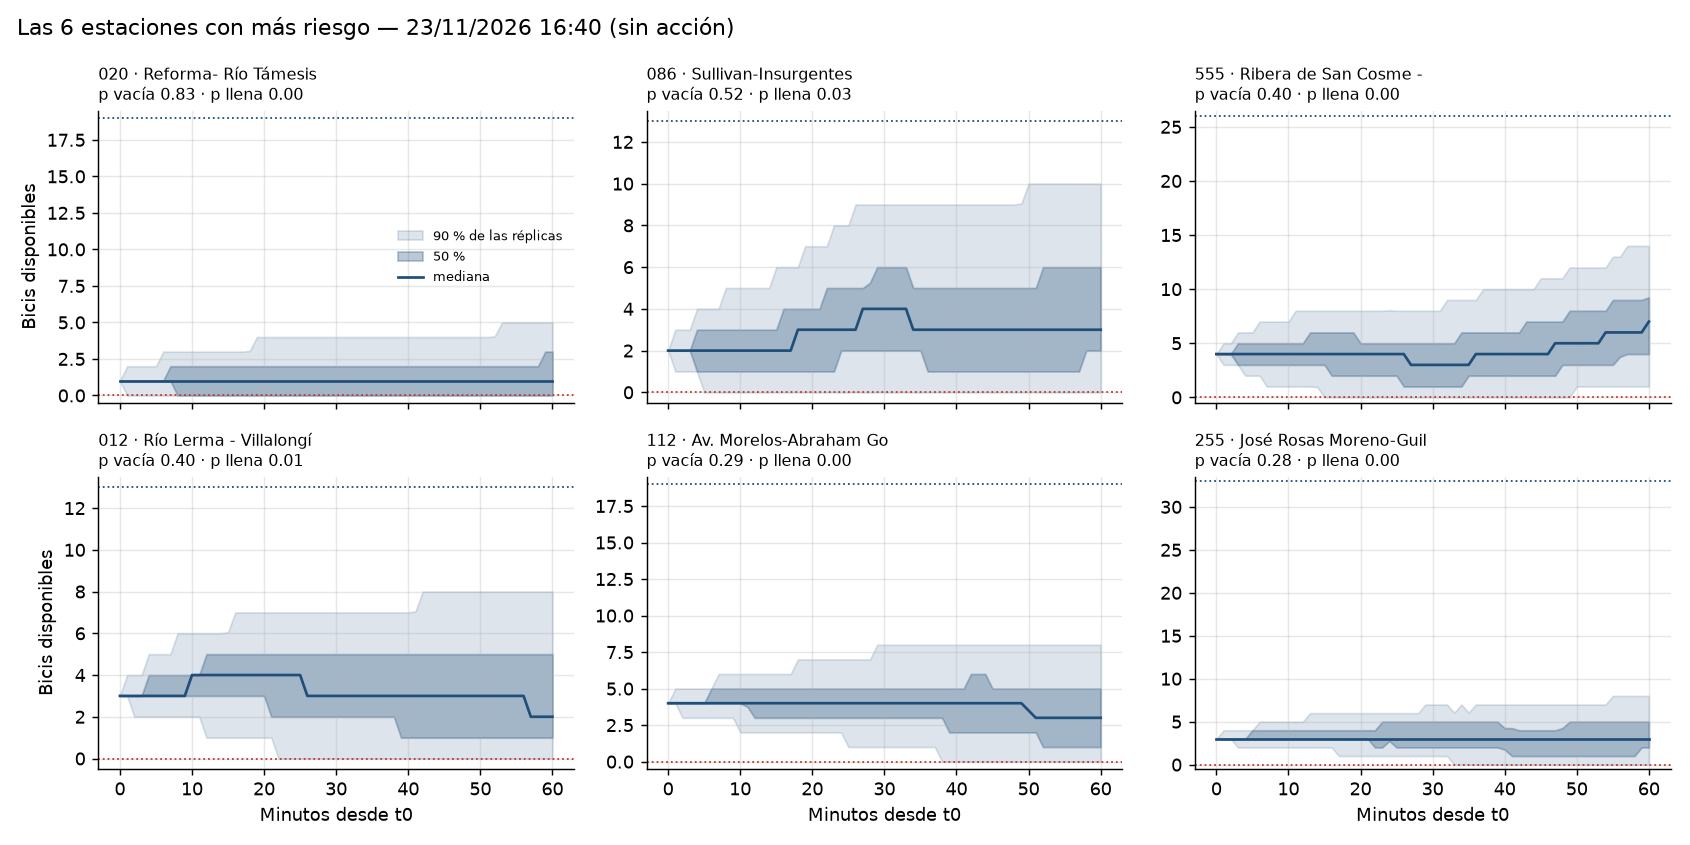 Las 6 estaciones con más riesgo — 23/11/2026 16:40 (sin acción)
020 · Reforma- Río Támesis
p vacía 0.83 · p llena 0.00
17.5
15.0
12.5
10.0
7.5
5.0
2.5
0.0
Bicis disponibles
90 % de las réplicas
50 %
mediana
086 · Sullivan-Insurgentes
p vacía 0.52 · p llena 0.03
12
10
8
6
4
2
0
0 10 20 30 40 50 60
555 · Ribera de San Cosme -
p vacía 0.40 · p llena 0.00
25
20
15
10
5
0
012 · Río Lerma - Villalongí
p vacía 0.40 · p llena 0.01
12
10
8
6
4
2
0
Bicis disponibles
0 10 20 30 40 50 60
Minutos desde t0
112 · Av. Morelos-Abraham Go
p vacía 0.29 · p llena 0.00
17.5
15.0
12.5
10.0
7.5
5.0
2.5
0.0
0 10 20 30 40 50 60
Minutos desde t0
255 · José Rosas Moreno-Guil
p vacía 0.28 · p llena 0.00
30
25
20
15
10
5
0
0 10 20 30 40 50 60
Minutos desde t0